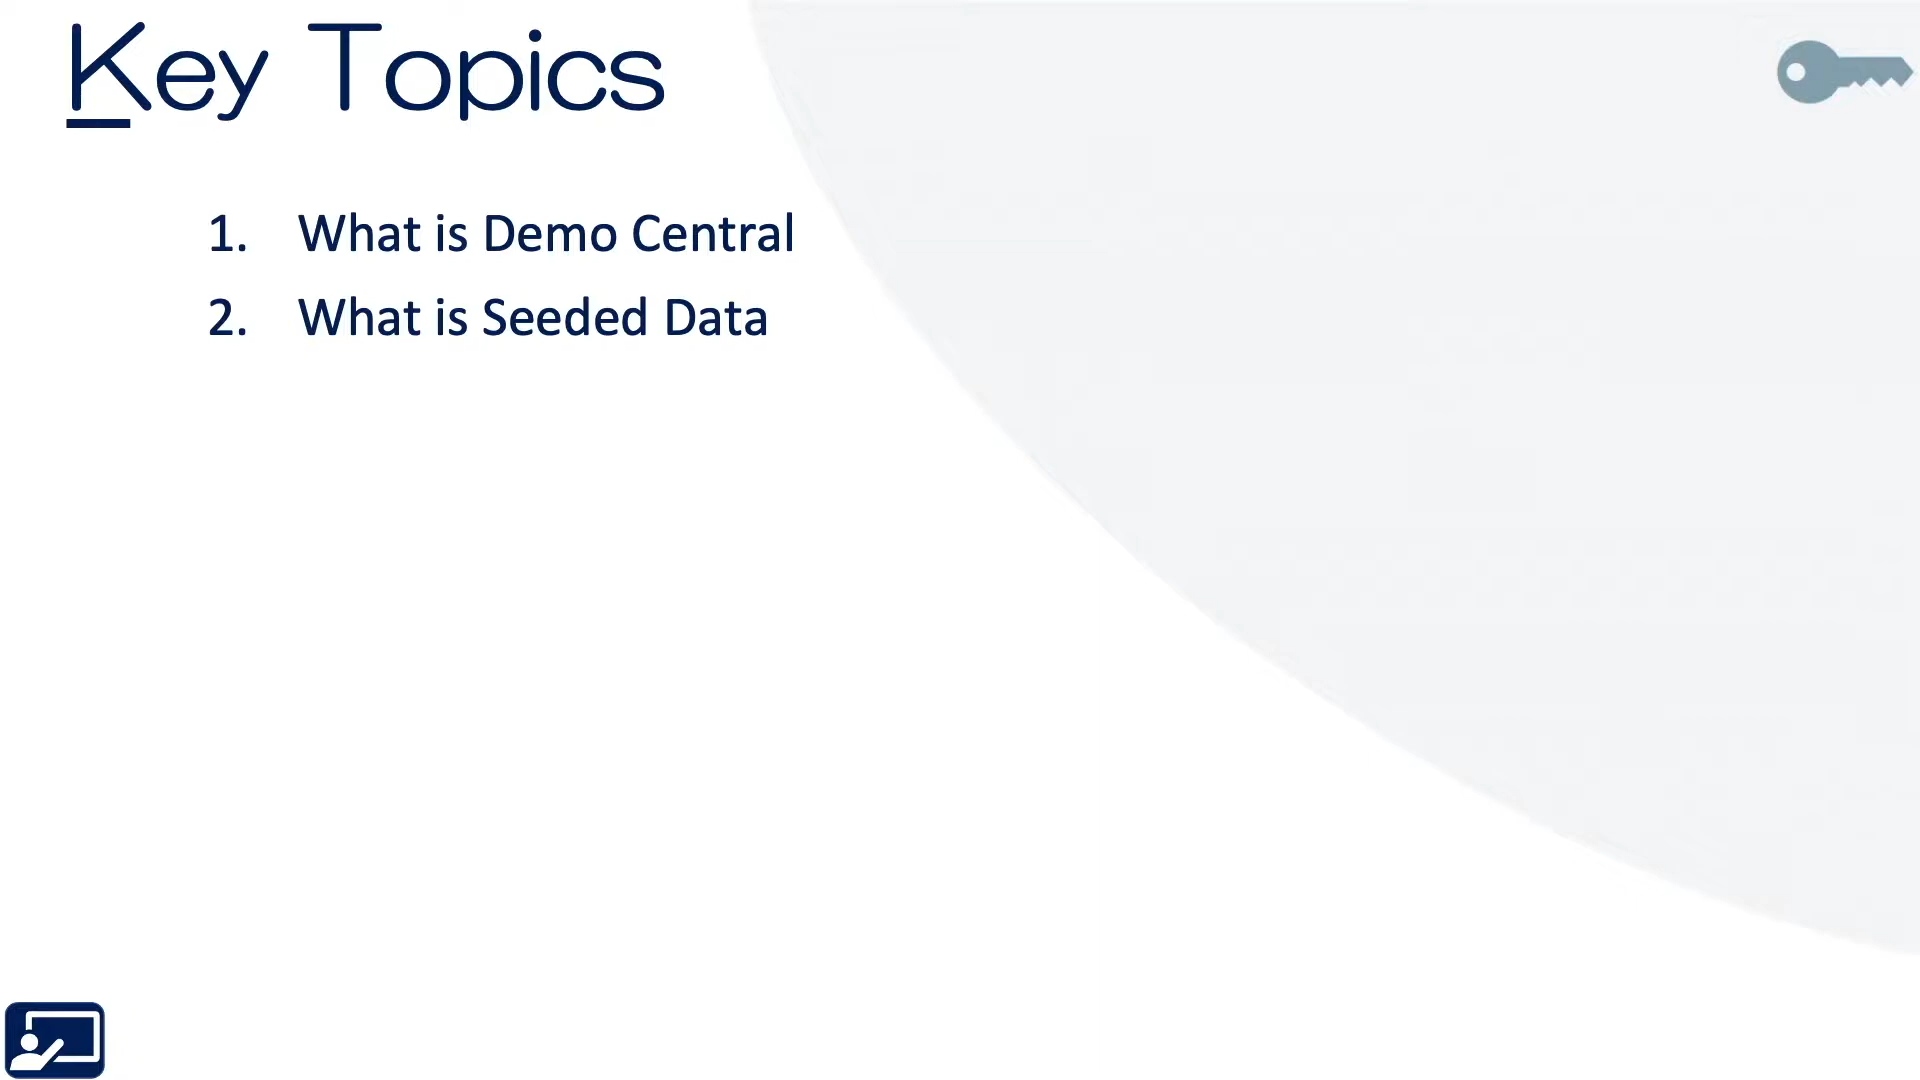 Key Topics
1. What is Demo Central
2. What is Seeded Data